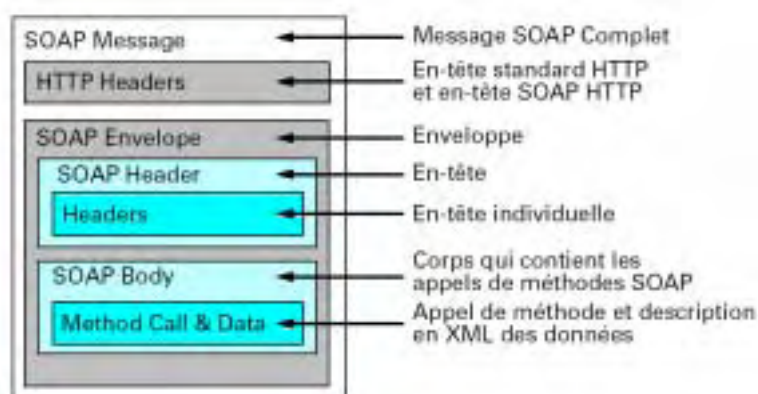 SOAP Message
Message SOAP Complet
HTTP Headers
En-tête standard HTTP
et en-tête SOAP HTTP
SOAP Envelope
Enveloppe
SOAP Header
En-tête
Headers
En-tête individuelle
SOAP Body
Corps qui contient les
appels de méthodes SOAP
Method Call & Data
Appel de méthode et description
en XML des données